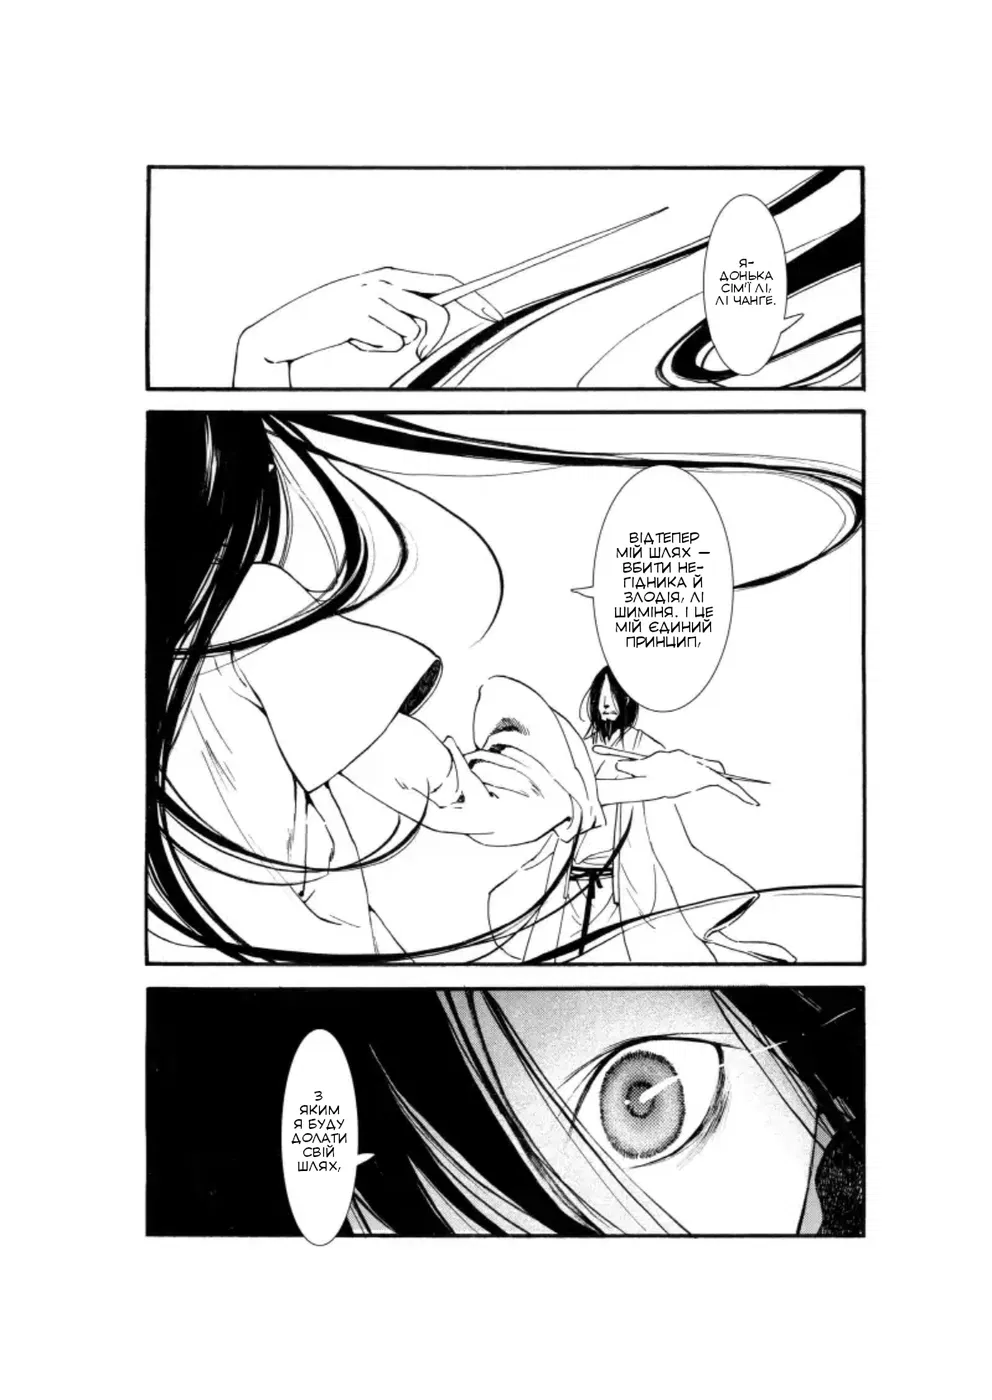 Я-
ДОНЬКА
СІМ'Ї ЛІ,
ЛІ ЧАНГЕ.
ВІДТЕПЕР
МІЙ ШЛЯХ —
ВБИТИ НЕ-
ГІДНИКА Й
ЗЛОДІЯ, ЛІ
ШИМІНЯ. І ЦЕ
МІЙ ЄДИНИЙ
ПРИНЦИП,
З
ЯКИМ
Я БУДУ
ДОЛАТИ
СВІЙ
ШЛЯХ,